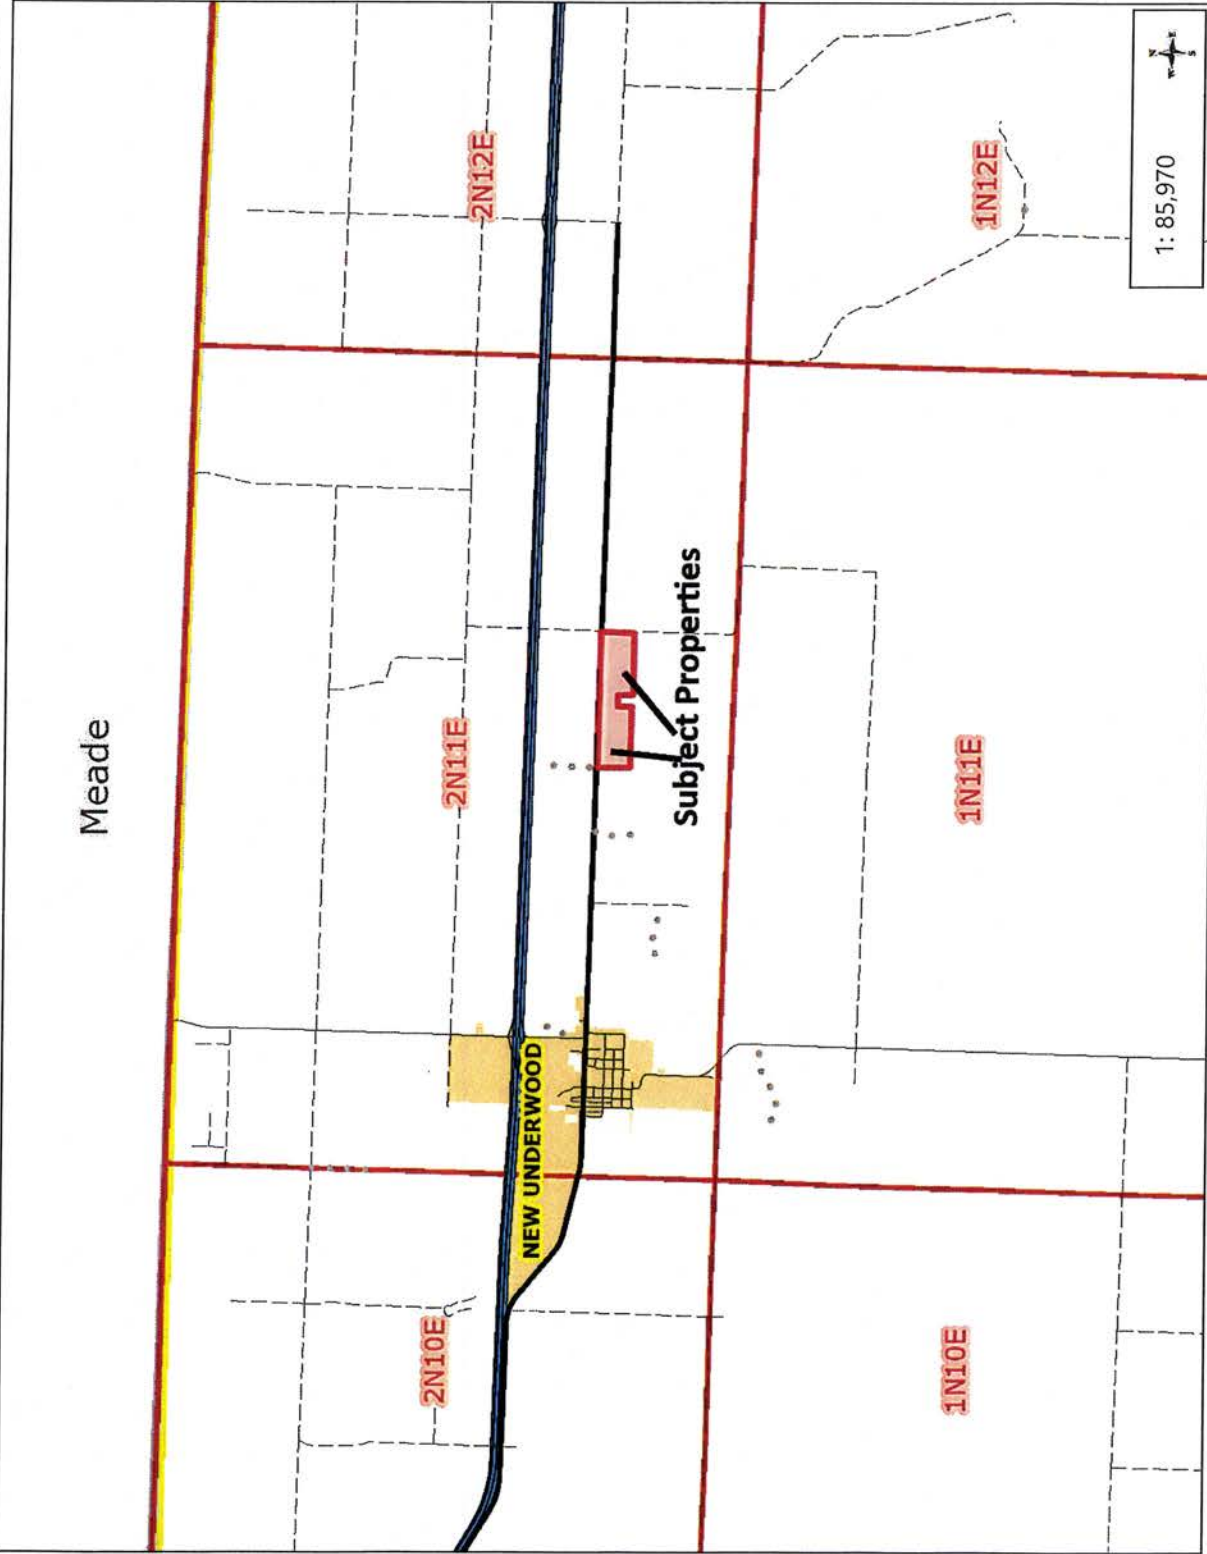 Meade
2N10E
2N11E
2N12E
NEW UNDERWOOD
Subject Properties
1N10E
1N11E
1N12E
N
W E
S
1: 85,970